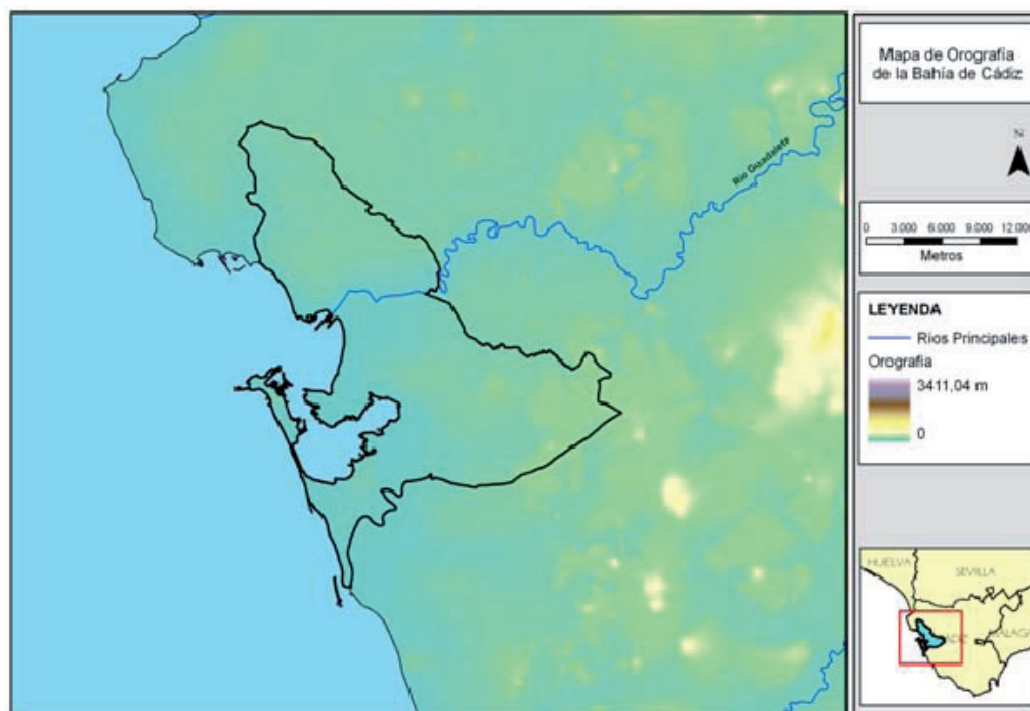 Río Guadalete
Mapa de Orografía
de la Bahía de Cádiz
N
0 3.000 6.000 9.000 12.000
Metros
LEYENDA
Ríos Principales
Orografía
3411,04 m
0
HUELVA
SEVILLA
MÁLAGA